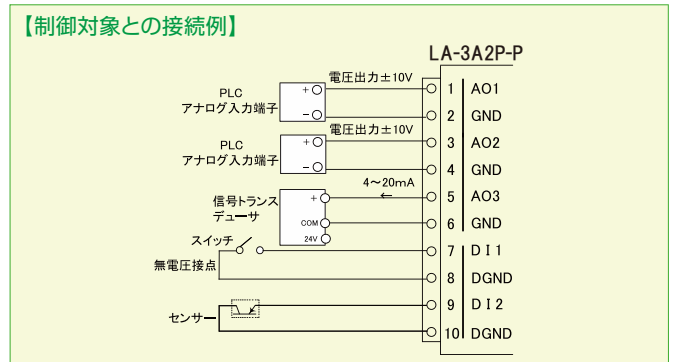 【制御対象との接続例】
LA-3A2P-P
電圧出力±10V
PLC
アナログ入力端子
+
-
1 AO1
2 GND
電圧出力±10V
PLC
アナログ入力端子
+
-
3 AO2
4 GND
4～20mA
←
信号トランス
デューサ
+
COM
24V
5 AO3
6 GND
スイッチ
無電圧接点
7 DI1
8 DGND
センサー
9 DI2
10 DGND